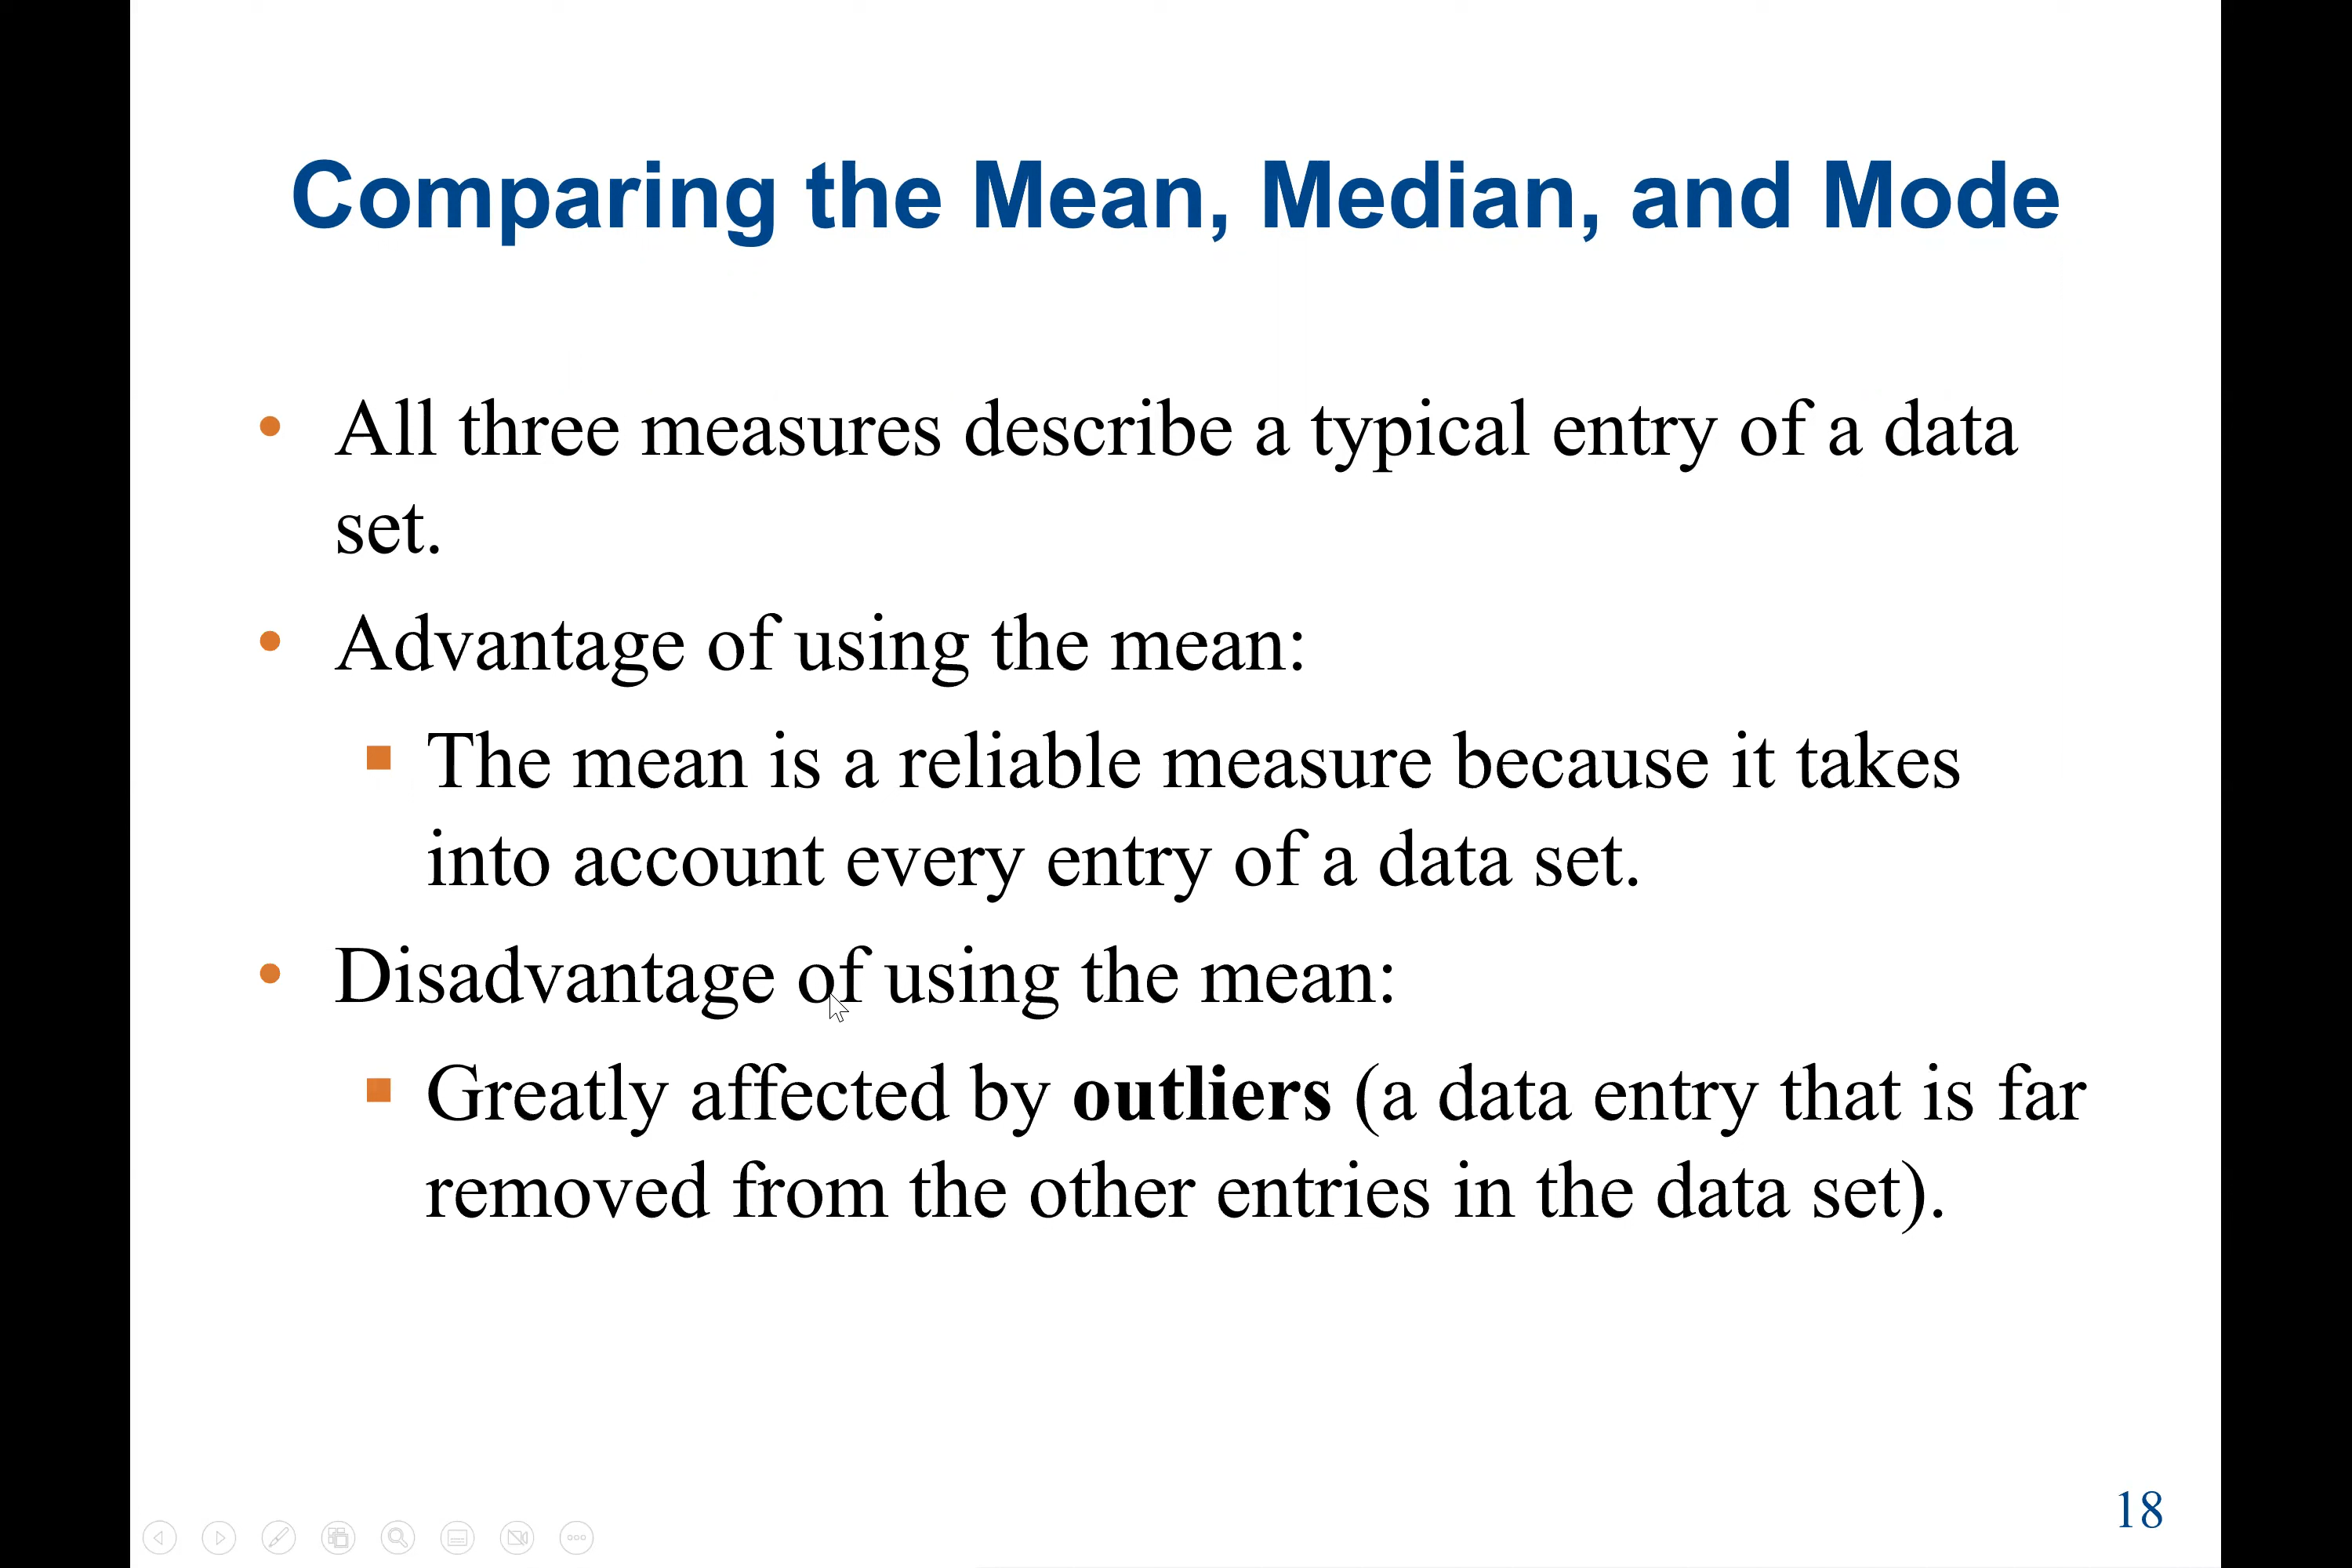 Comparing the Mean, Median, and Mode
• All three measures describe a typical entry of a data
set.
• Advantage of using the mean:
▪ The mean is a reliable measure because it takes
into account every entry of a data set.
• Disadvantage of using the mean:
▪ Greatly affected by outliers (a data entry that is far
removed from the other entries in the data set).
18